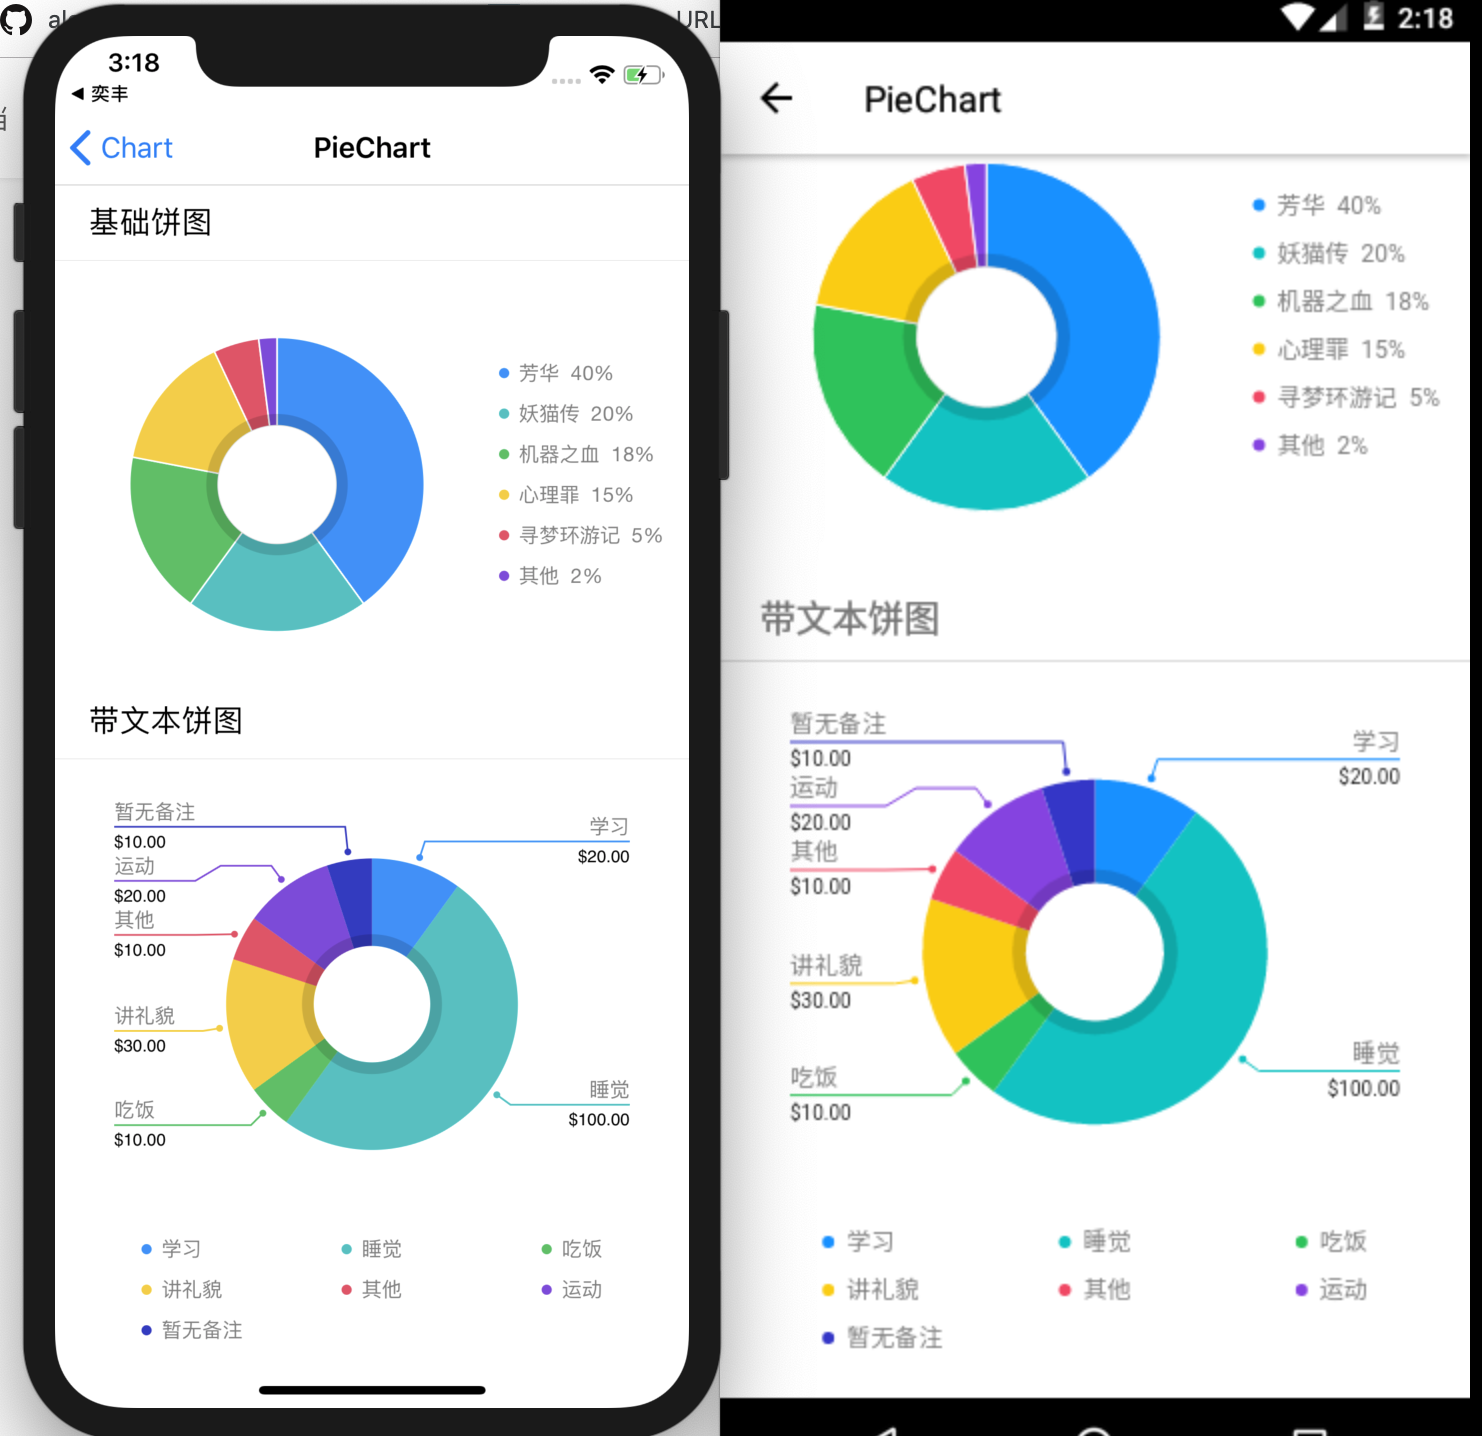 URL
3:18
奕丰
Chart
PieChart
基础饼图
芳华 40%
妖猫传 20%
机器之血 18%
心理罪 15%
寻梦环游记 5%
其他 2%
带文本饼图
暂无备注
$10.00
运动
$20.00
其他
$10.00
讲礼貌
$30.00
吃饭
$10.00
学习
$20.00
睡觉
$100.00
学习
睡觉
吃饭
讲礼貌
其他
运动
暂无备注
2:18
PieChart
芳华 40%
妖猫传 20%
机器之血 18%
心理罪 15%
寻梦环游记 5%
其他 2%
带文本饼图
暂无备注
$10.00
运动
$20.00
其他
$10.00
讲礼貌
$30.00
吃饭
$10.00
学习
$20.00
睡觉
$100.00
学习
睡觉
吃饭
讲礼貌
其他
运动
暂无备注